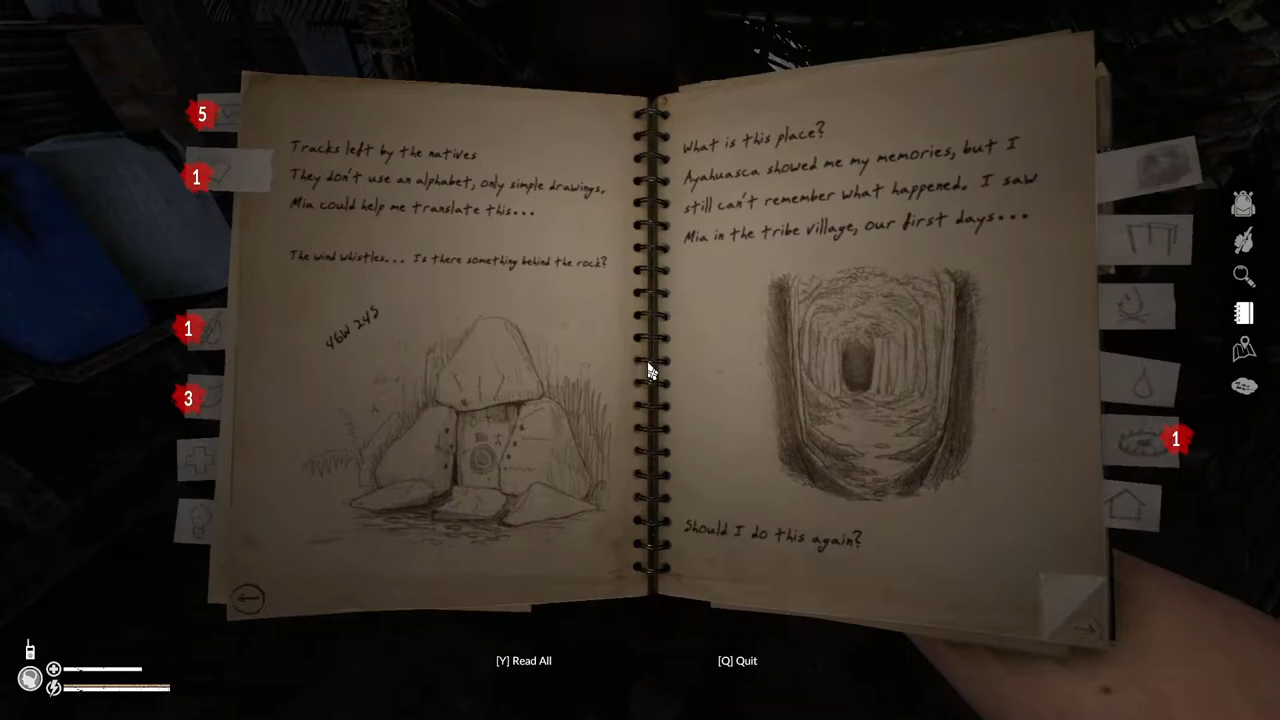 5
1
1
3
Tracks left by the natives
They don't use an alphabet, only simple drawings.
Mia could help me translate this...
The wind whistles... Is there something behind the rock?
46W 24S
What is this place?
Ayahuasca showed me my memories, but I
still can't remember what happened. I saw
Mia in the tribe village, our first days...
Should I do this again?
1
zzz
[Y] Read All
[Q] Quit